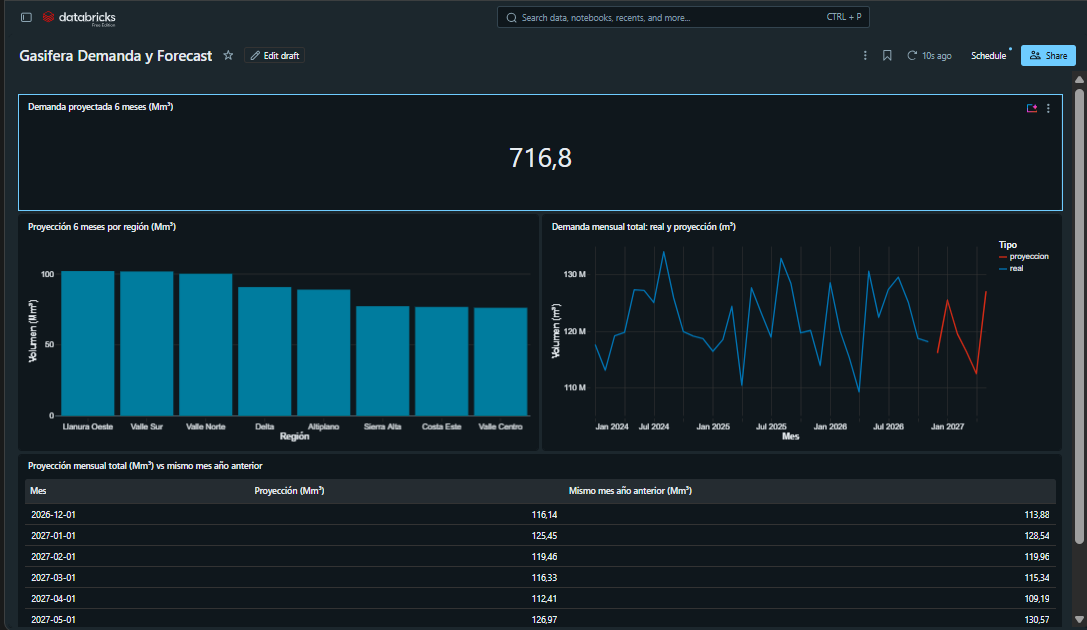 databricks
Free Edition
Search data, notebooks, recents, and more...
CTRL + P
Gasifera Demanda y Forecast
Edit draft
10s ago
Schedule
Share
Demanda proyectada 6 meses (Mm³)
716,8
Proyección 6 meses por región (Mm³)
100
50
0
Volumen (Mm³)
Llanura Oeste
Valle Sur
Valle Norte
Delta
Altiplano
Sierra Alta
Costa Este
Valle Centro
Región
Demanda mensual total: real y proyección (m³)
130 M
120 M
110 M
Volumen (m³)
Jan 2024
Jul 2024
Jan 2025
Jul 2025
Jan 2026
Jul 2026
Jan 2027
Mes
Tipo
proyeccion
real
Proyección mensual total (Mm³) vs mismo mes año anterior
Mes Proyección (Mm³) Mismo mes año anterior (Mm³)
2026-12-01 116,14 113,88
2027-01-01 125,45 128,54
2027-02-01 119,46 119,96
2027-03-01 116,33 115,34
2027-04-01 112,41 109,19
2027-05-01 126,97 130,57